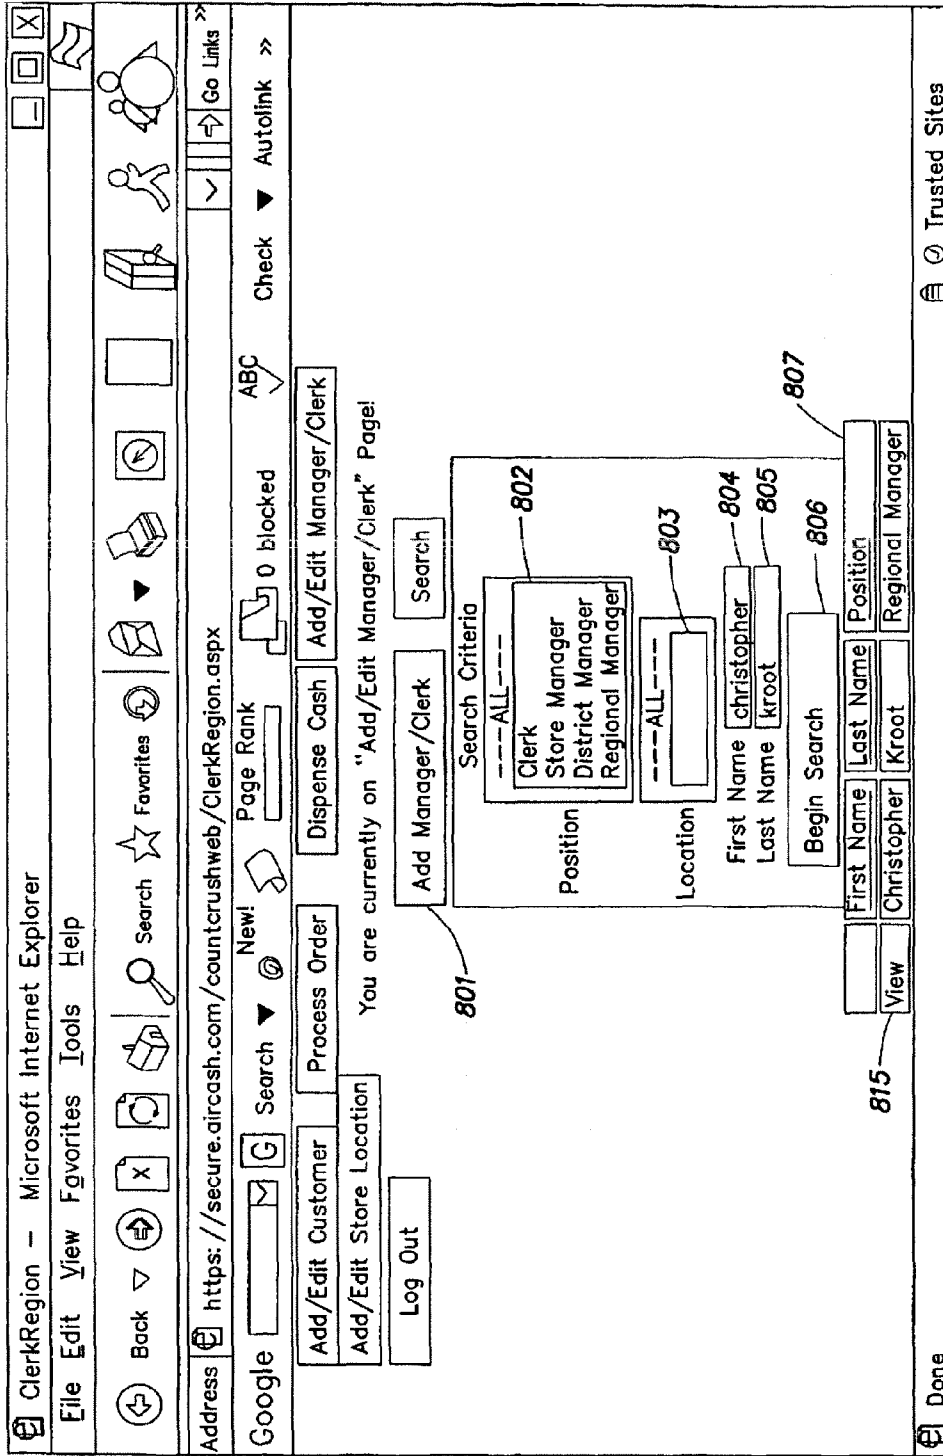 ClerkRegion – Microsoft Internet Explorer
File Edit View Favorites Tools Help
Back Search Favorites
Address https://secure.aircash.com/countcrushweb/ClerkRegion.aspx Go Links »
Google G Search New! Page Rank 0 blocked ABC Check Autolink »
Add/Edit Customer Process Order Dispense Cash Add/Edit Manager/Clerk
Add/Edit Store Location
You are currently on "Add/Edit Manager/Clerk" Page!
Log Out Add Manager/Clerk Search
801
Search Criteria
----ALL----
Position Clerk 802
Store Manager
District Manager
Regional Manager
----ALL----
Location 803
First Name christopher 804
Last Name kroot 805
Begin Search 806
807
First Name Last Name Position
View Christopher Kroot Regional Manager
815
Done Trusted Sites